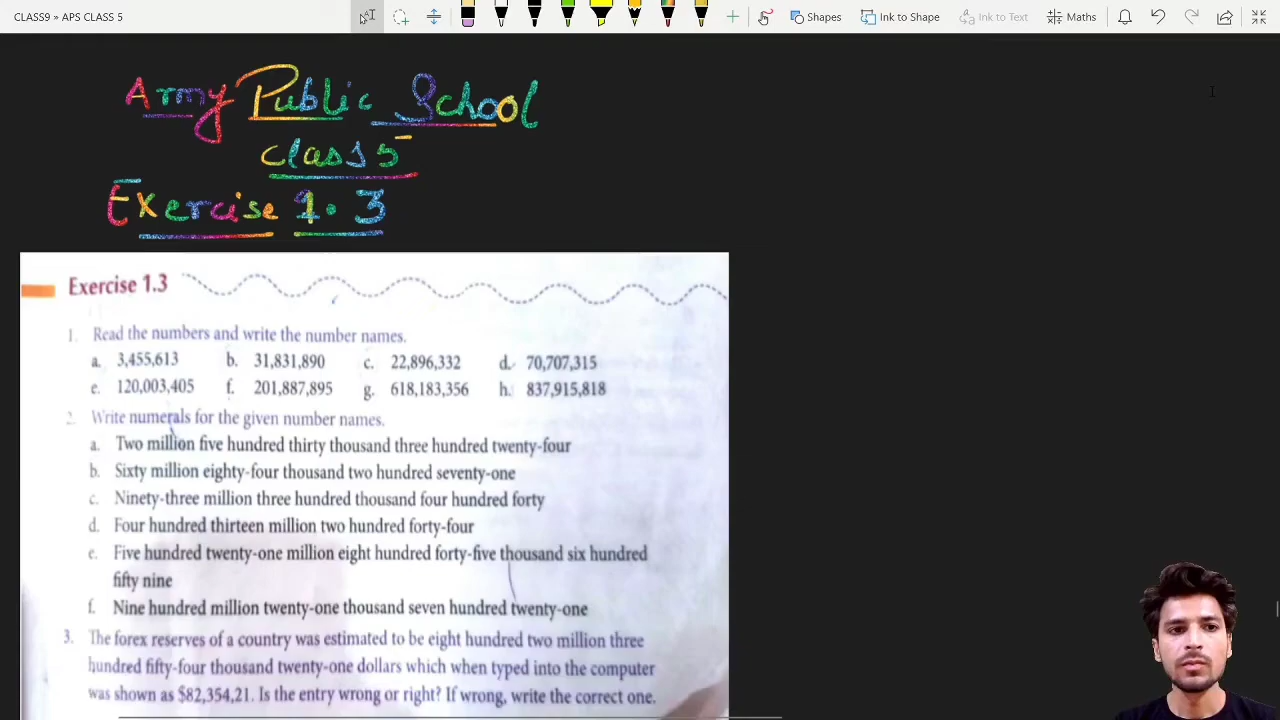 CLASS9 » APS CLASS 5
Shapes
Ink to Shape
Ink to Text
Maths
Army Public School
class 5
Exercise 1.3
Exercise 1.3
1. Read the numbers and write the number names.
a. 3,455,613 b. 31,831,890 c. 22,896,332 d. 70,707,315
e. 120,003,405 f. 201,887,895 g. 618,183,356 h. 837,915,818
2. Write numerals for the given number names.
a. Two million five hundred thirty thousand three hundred twenty-four
b. Sixty million eighty-four thousand two hundred seventy-one
c. Ninety-three million three hundred thousand four hundred forty
d. Four hundred thirteen million two hundred forty-four
e. Five hundred twenty-one million eight hundred forty-five thousand six hundred
fifty nine
f. Nine hundred million twenty-one thousand seven hundred twenty-one
3. The forex reserves of a country was estimated to be eight hundred two million three
hundred fifty-four thousand twenty-one dollars which when typed into the computer
was shown as $82,354,21. Is the entry wrong or right? If wrong, write the correct one.